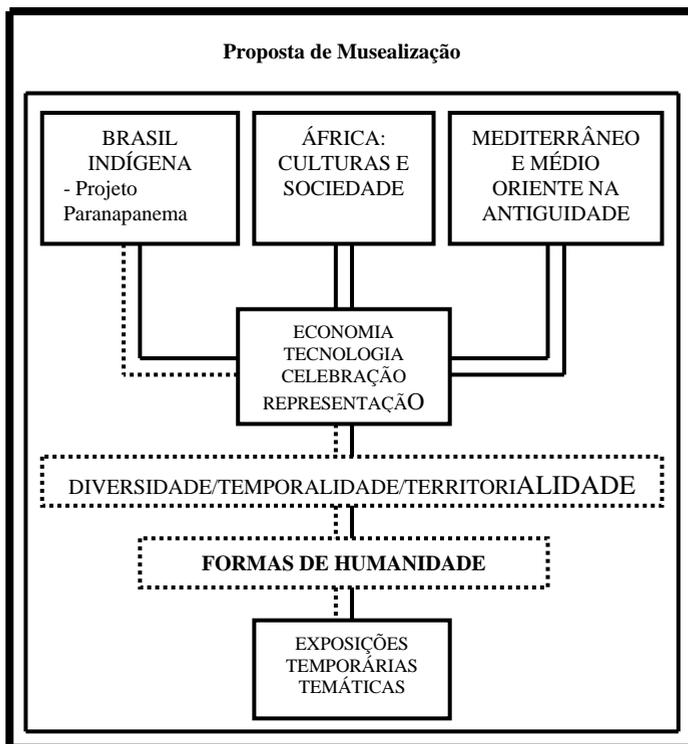 Proposta de Musealização
BRASIL
INDÍGENA
- Projeto
Paranapanema
ÁFRICA:
CULTURAS E
SOCIEDADE
MEDITERRÂNEO
E MÉDIO
ORIENTE NA
ANTIGUIDADE
ECONOMIA
TECNOLOGIA
CELEBRAÇÃO
REPRESENTAÇÃO
DIVERSIDADE/TEMPORALIDADE/TERRITORIALIDADE
FORMAS DE HUMANIDADE
EXPOSIÇÕES
TEMPORÁRIAS
TEMÁTICAS